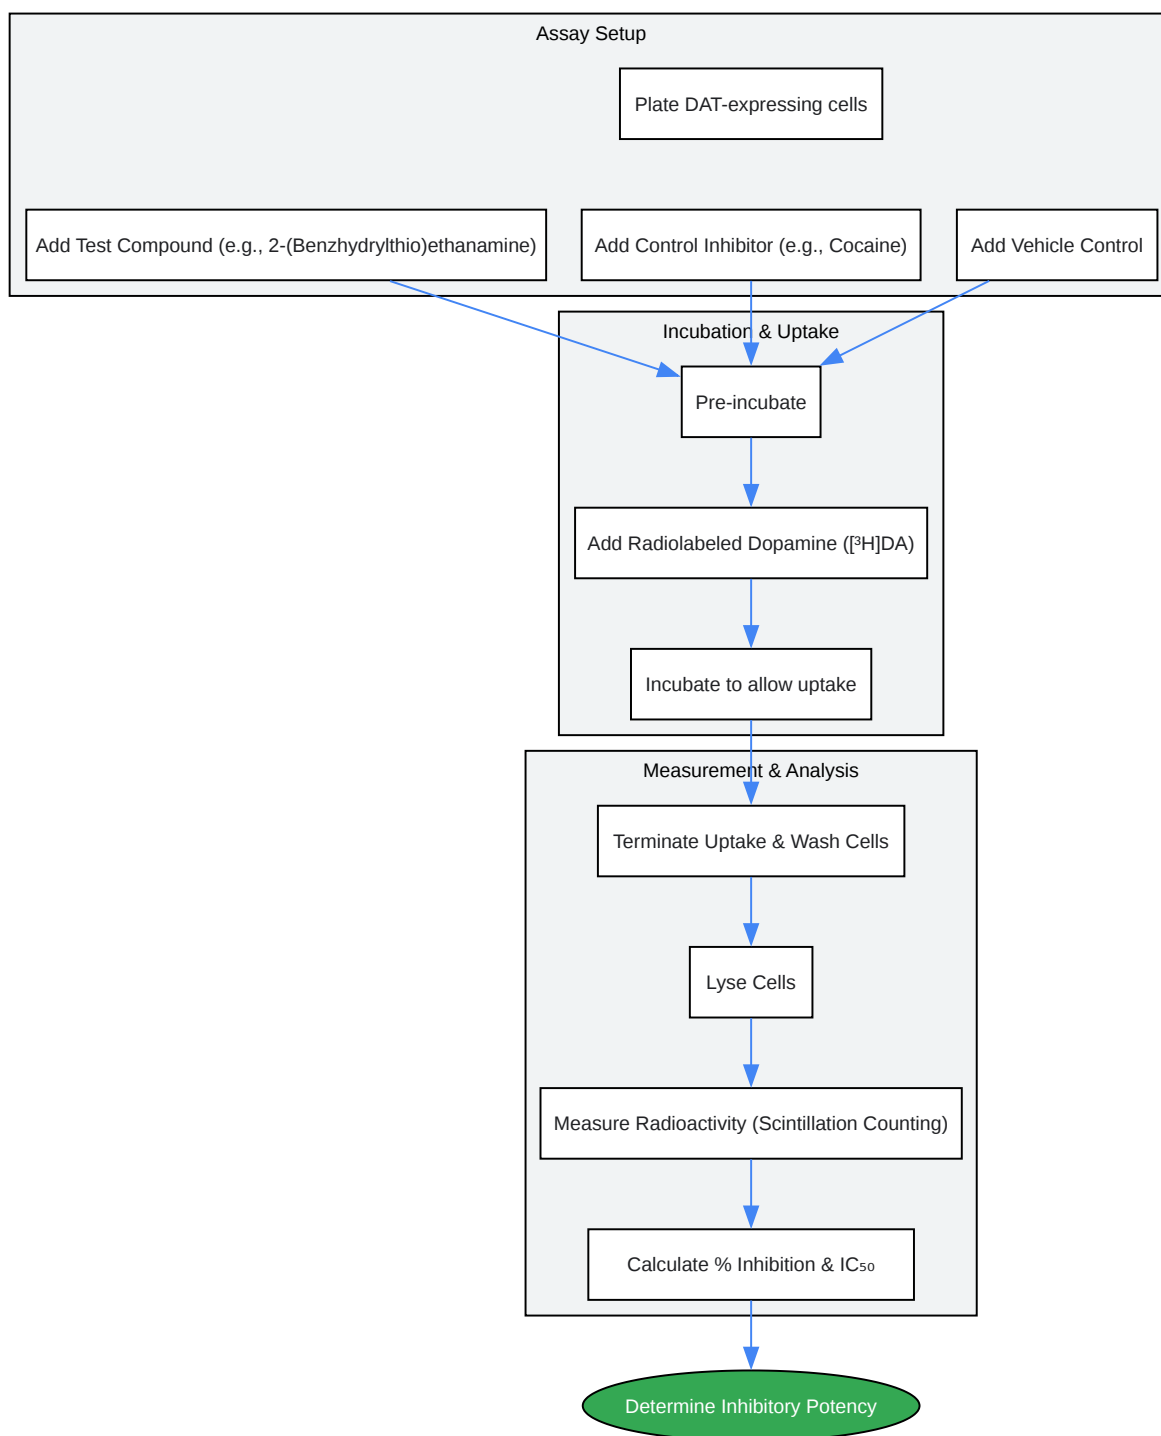 Assay Setup
Plate DAT-expressing cells
Add Test Compound (e.g., 2-(Benzhydrylthio)ethanamine)
Add Control Inhibitor (e.g., Cocaine)
Add Vehicle Control
Incubation & Uptake
Pre-incubate
Add Radiolabeled Dopamine ([³H]DA)
Incubate to allow uptake
Measurement & Analysis
Terminate Uptake & Wash Cells
Lyse Cells
Measure Radioactivity (Scintillation Counting)
Calculate % Inhibition & IC₅₀
Determine Inhibitory Potency